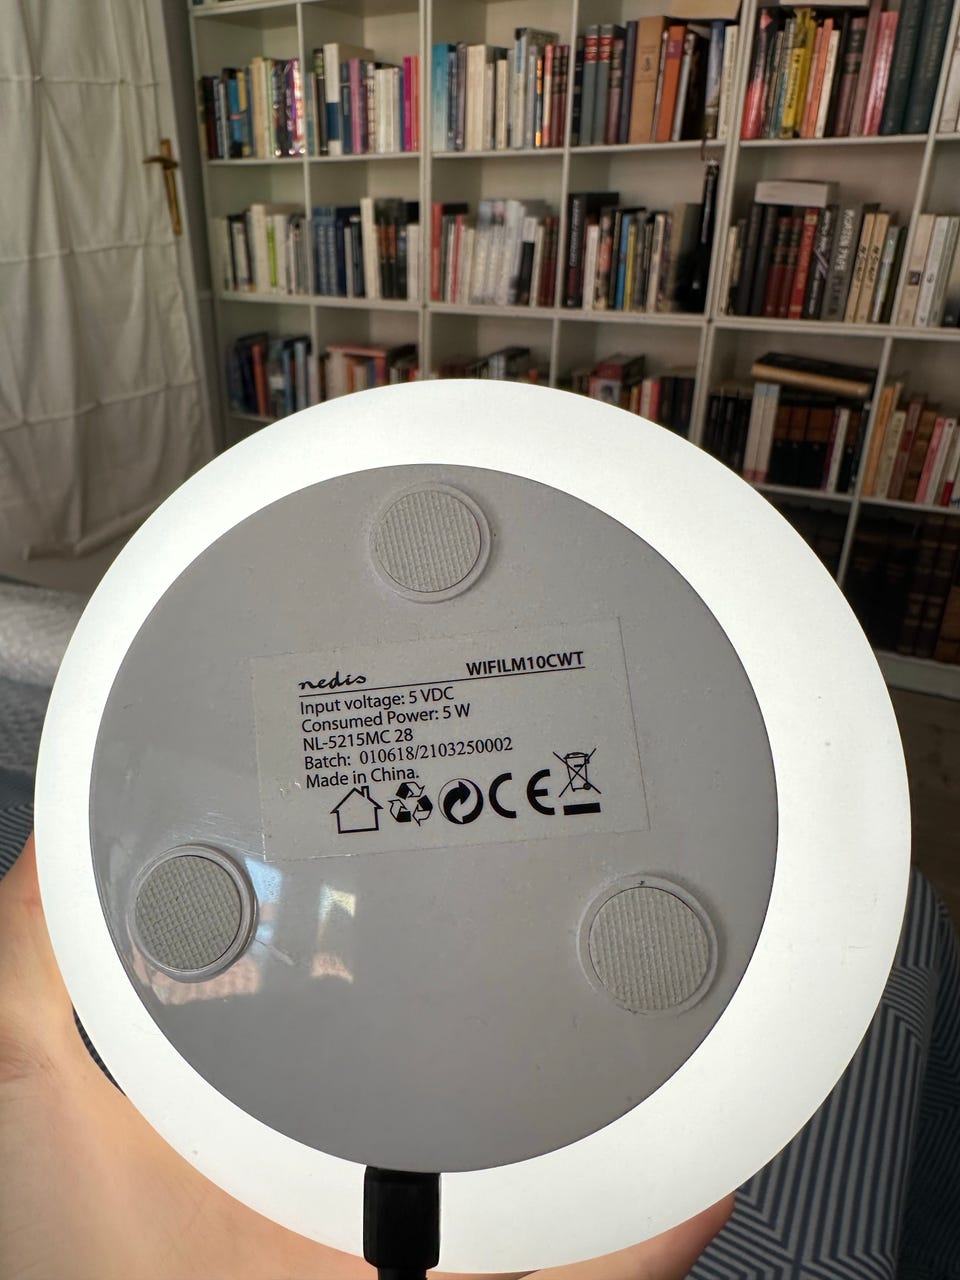 nedis WIFILM10CWT
Input voltage: 5 VDC
Consumed Power: 5 W
NL-5215MC 28
Batch: 010618/2103250002
Made in China.
CE